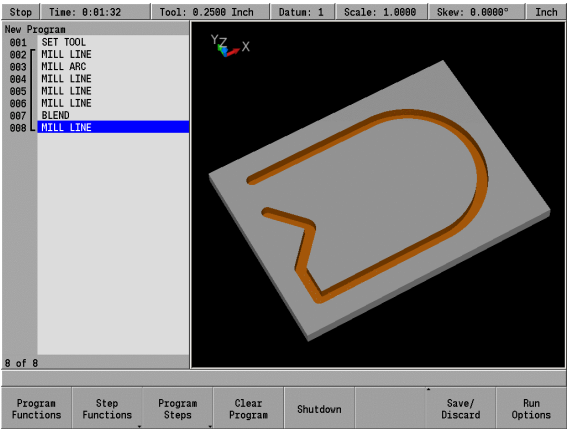 Stop Time: 0:01:32 Tool: 0.2500 Inch Datum: 1 Scale: 1.0000 Skew: 0.0000° Inch
New Program
001 SET TOOL
002 MILL LINE
003 MILL ARC
004 MILL LINE
005 MILL LINE
006 MILL LINE
007 BLEND
008 MILL LINE
Y Z X
8 of 8
Program Functions
Step Functions
Program Steps
Clear Program
Shutdown
Save/ Discard
Run Options